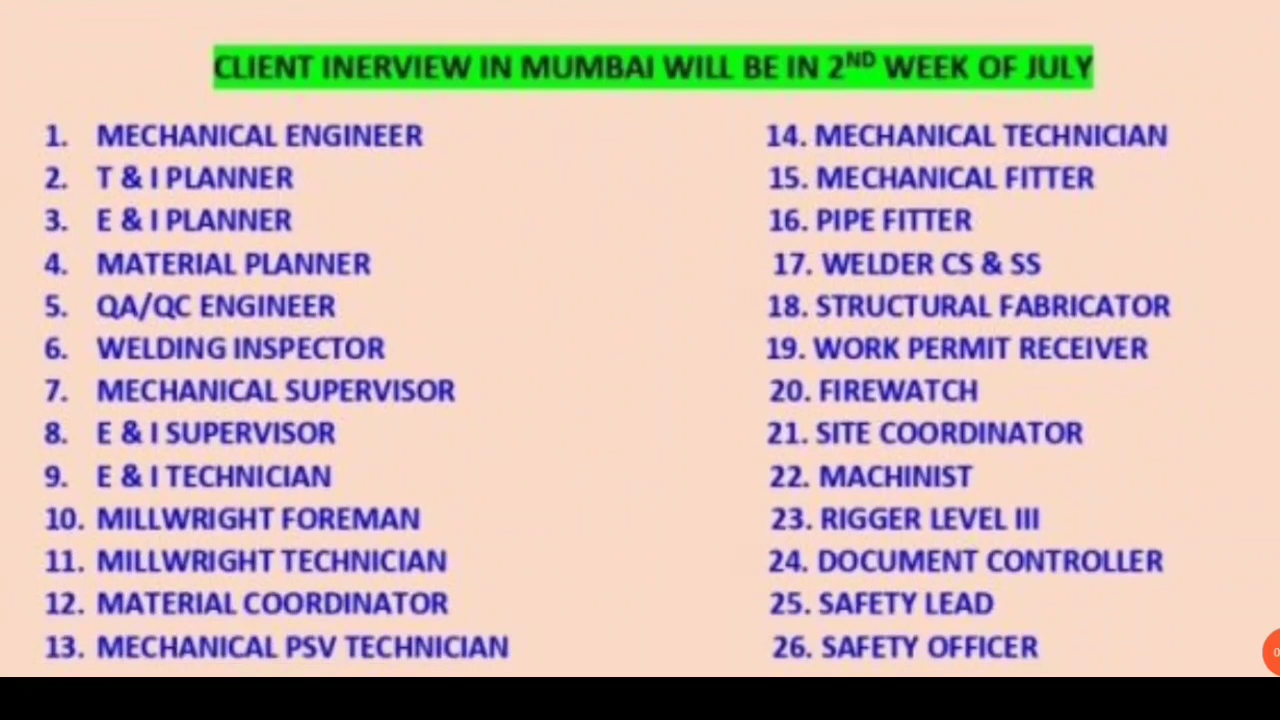 CLIENT INERVIEW IN MUMBAI WILL BE IN 2ND WEEK OF JULY
1. MECHANICAL ENGINEER
2. T & I PLANNER
3. E & I PLANNER
4. MATERIAL PLANNER
5. QA/QC ENGINEER
6. WELDING INSPECTOR
7. MECHANICAL SUPERVISOR
8. E & I SUPERVISOR
9. E & I TECHNICIAN
10. MILLWRIGHT FOREMAN
11. MILLWRIGHT TECHNICIAN
12. MATERIAL COORDINATOR
13. MECHANICAL PSV TECHNICIAN
14. MECHANICAL TECHNICIAN
15. MECHANICAL FITTER
16. PIPE FITTER
17. WELDER CS & SS
18. STRUCTURAL FABRICATOR
19. WORK PERMIT RECEIVER
20. FIREWATCH
21. SITE COORDINATOR
22. MACHINIST
23. RIGGER LEVEL III
24. DOCUMENT CONTROLLER
25. SAFETY LEAD
26. SAFETY OFFICER